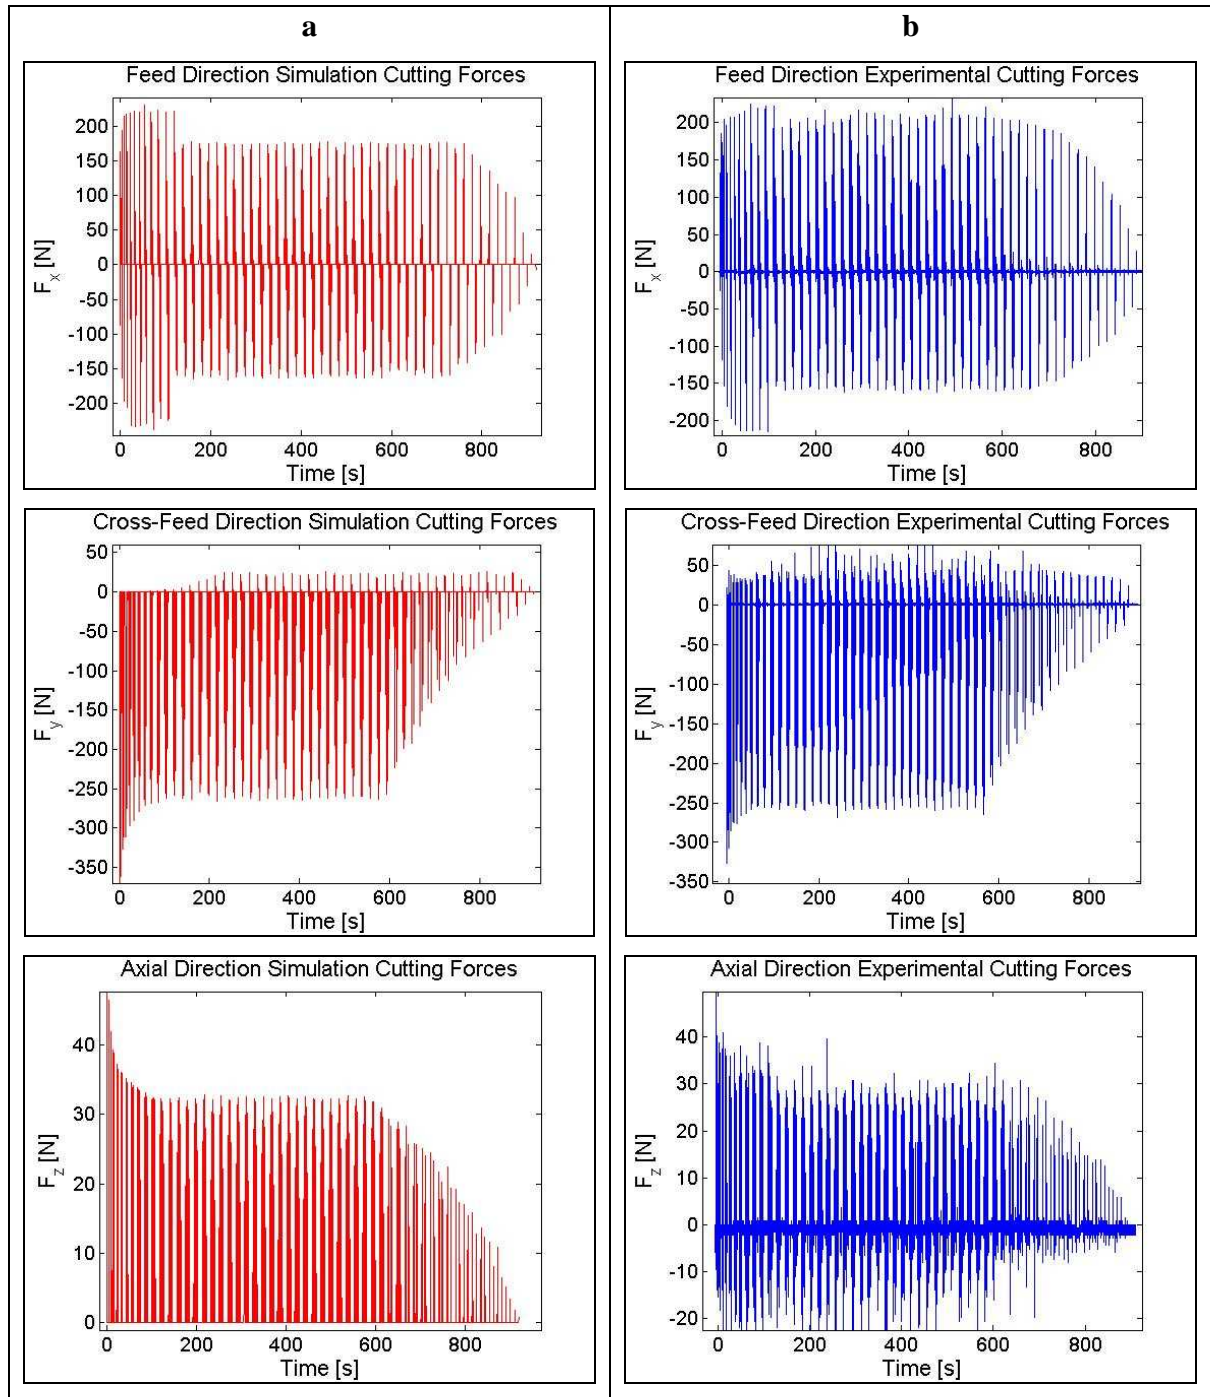 a
b
Feed Direction Simulation Cutting Forces
200
150
100
50
0
-50
-100
-150
-200
F_x [N]
0 200 400 600 800
Time [s]
Feed Direction Experimental Cutting Forces
200
150
100
50
0
-50
-100
-150
-200
F_x [N]
0 200 400 600 800
Time [s]
Cross-Feed Direction Simulation Cutting Forces
50
0
-50
-100
-150
-200
-250
-300
-350
F_y [N]
0 200 400 600 800
Time [s]
Cross-Feed Direction Experimental Cutting Forces
50
0
-50
-100
-150
-200
-250
-300
-350
F_y [N]
0 200 400 600 800
Time [s]
Axial Direction Simulation Cutting Forces
40
30
20
10
0
F_z [N]
0 200 400 600 800
Time [s]
Axial Direction Experimental Cutting Forces
40
30
20
10
0
-10
-20
F_z [N]
0 200 400 600 800
Time [s]